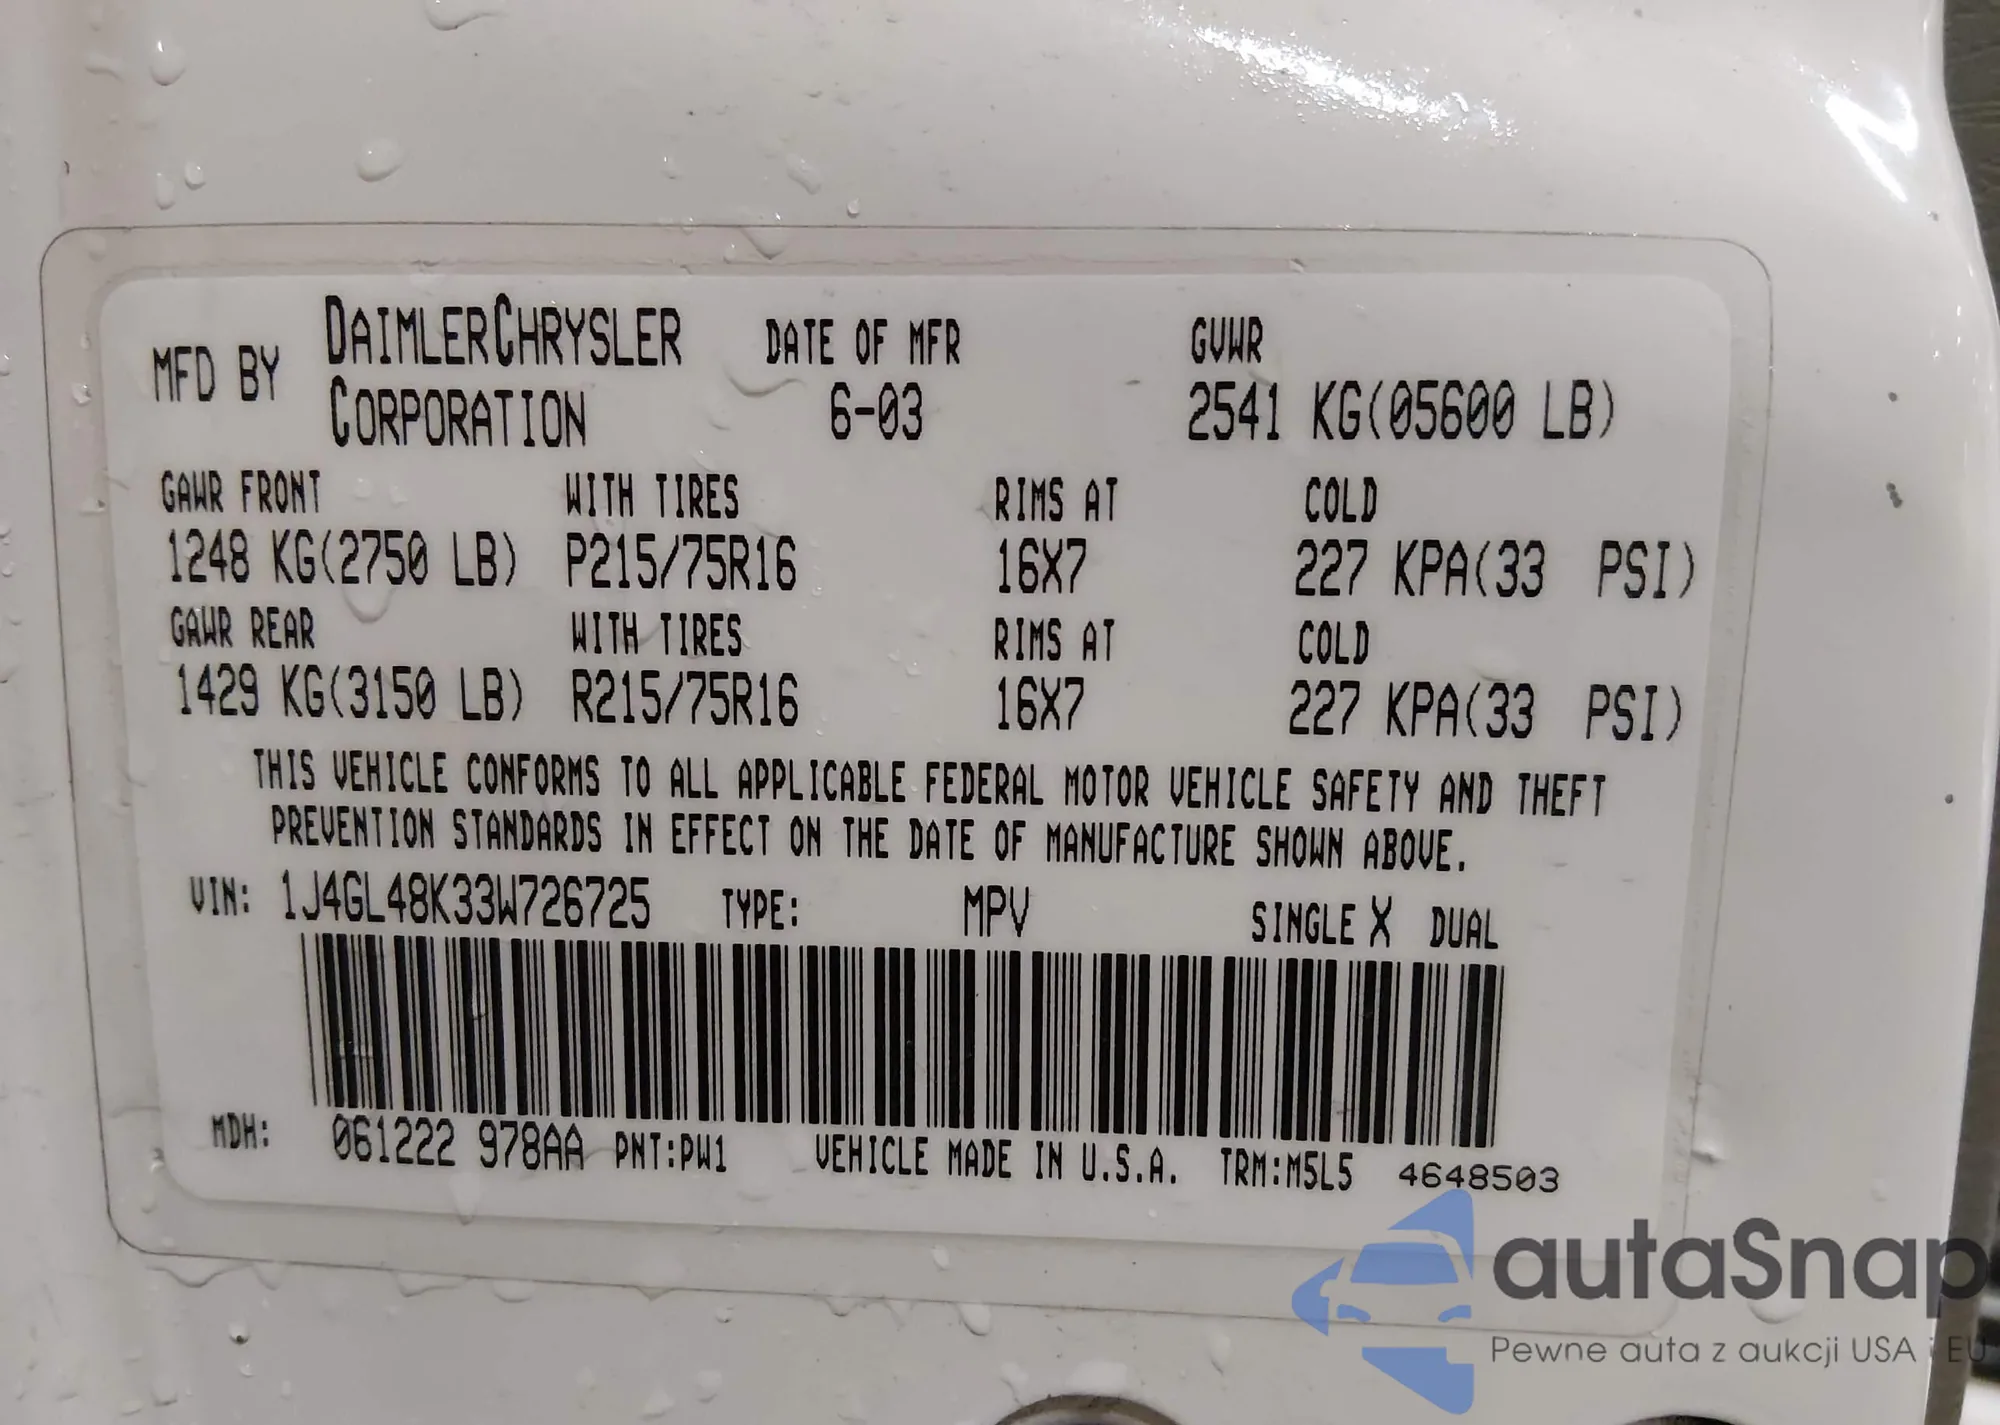 MFD BY DAIMLERCHRYSLER CORPORATION DATE OF MFR 6-03 GVWR 2541 KG(05600 LB)
GAWR FRONT WITH TIRES RIMS AT COLD
1248 KG(2750 LB) P215/75R16 16X7 227 KPA(33 PSI)
GAWR REAR WITH TIRES RIMS AT COLD
1429 KG(3150 LB) R215/75R16 16X7 227 KPA(33 PSI)
THIS VEHICLE CONFORMS TO ALL APPLICABLE FEDERAL MOTOR VEHICLE SAFETY AND THEFT
PREVENTION STANDARDS IN EFFECT ON THE DATE OF MANUFACTURE SHOWN ABOVE.
VIN: 1J4GL48K33W726725 TYPE: MPV SINGLE X DUAL
MDH: 061222 978AA PNT:PW1 VEHICLE MADE IN U.S.A. TRM:M5L5 4648503
autaSnap
Pewne auta z aukcji USA i EU